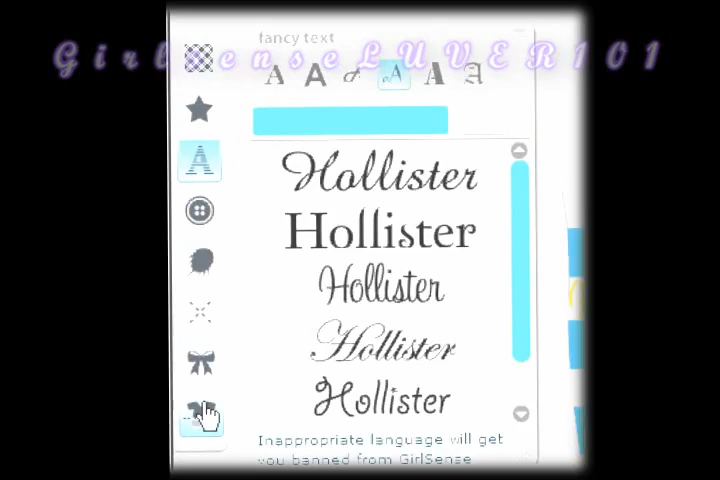 fancy text
GirlsenseLUVER101
A A a A A A
A
Hollister
Hollister
Hollister
Hollister
Hollister
Inappropriate language will get
you banned from GirlSense